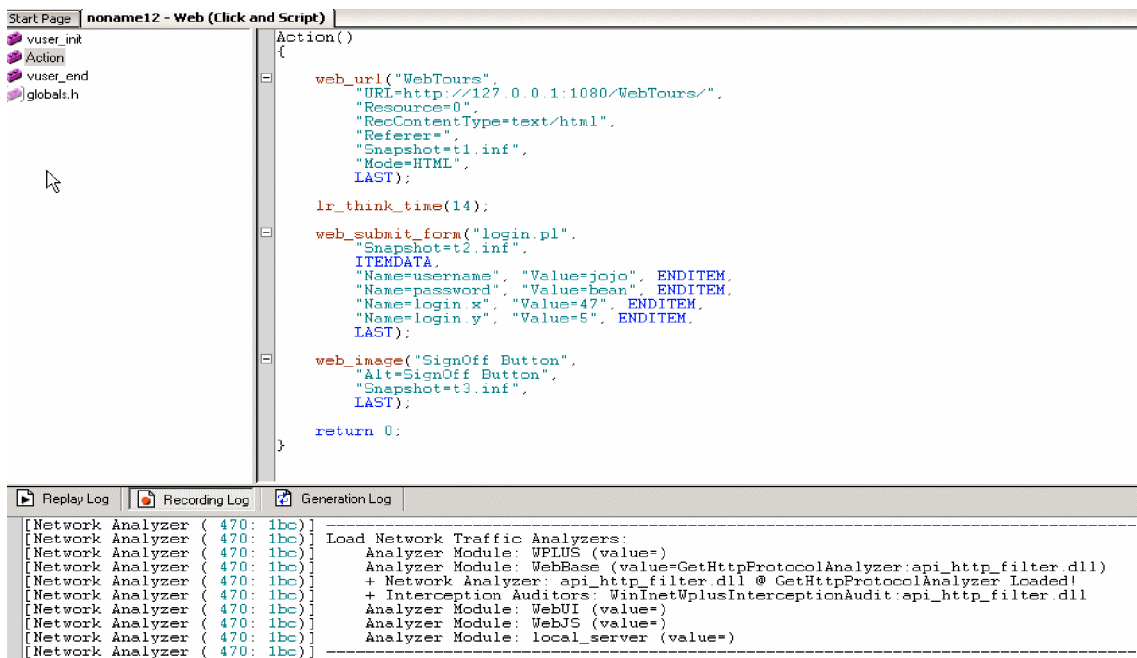 Start Page noname12 - Web (Click and Script)
vuser_init
Action
vuser_end
globals.h
Action()
{
web_url("WebTours",
"URL=http://127.0.0.1:1080/WebTours/",
"Resource=0",
"RecContentType=text/html",
"Referer=",
"Snapshot=t1.inf",
"Mode=HTML",
LAST);
lr_think_time(14);
web_submit_form("login.pl",
"Snapshot=t2.inf",
ITEMDATA,
"Name=username", "Value=jojo", ENDITEM,
"Name=password", "Value=bean", ENDITEM,
"Name=login.x", "Value=47", ENDITEM,
"Name=login.y", "Value=5", ENDITEM,
LAST);
web_image("SignOff Button",
"Alt=SignOff Button",
"Snapshot=t3.inf",
LAST);
return 0;
}
Replay Log Recording Log Generation Log
[Network Analyzer ( 470: 1bc)] --------------------------------------------------
[Network Analyzer ( 470: 1bc)] Load Network Traffic Analyzers:
[Network Analyzer ( 470: 1bc)] Analyzer Module: WPLUS (value=)
[Network Analyzer ( 470: 1bc)] Analyzer Module: WebBase (value=GetHttpProtocolAnalyzer:api_http_filter.dll)
[Network Analyzer ( 470: 1bc)] + Network Analyzer: api_http_filter.dll @ GetHttpProtocolAnalyzer Loaded!
[Network Analyzer ( 470: 1bc)] + Interception Auditors: WinInetWplusInterceptionAudit:api_http_filter.dll
[Network Analyzer ( 470: 1bc)] Analyzer Module: WebUI (value=)
[Network Analyzer ( 470: 1bc)] Analyzer Module: WebJS (value=)
[Network Analyzer ( 470: 1bc)] Analyzer Module: local_server (value=)
[Network Analyzer ( 470: 1bc)] --------------------------------------------------